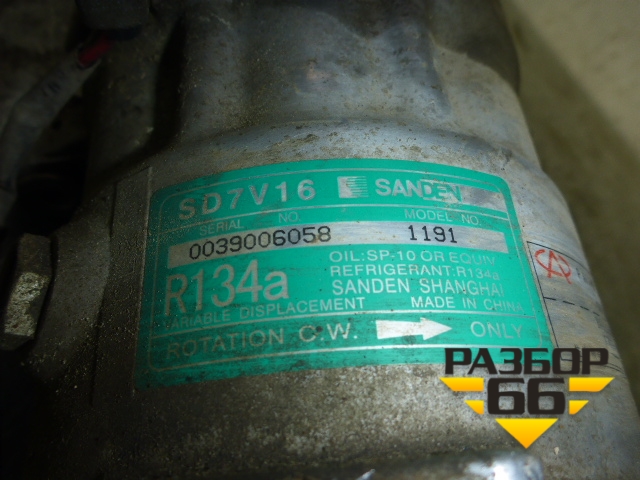 SD7V16 SANDEN
SERIAL NO. MODEL NO.
0039006058 1191
R134a
OIL:SP-10 OR EQUIV
REFRIGERANT:R134a
SANDEN SHANGHAI
VARIABLE DISPLACEMENT MADE IN CHINA
ROTATION C.W. ONLY
РАЗБОР
66